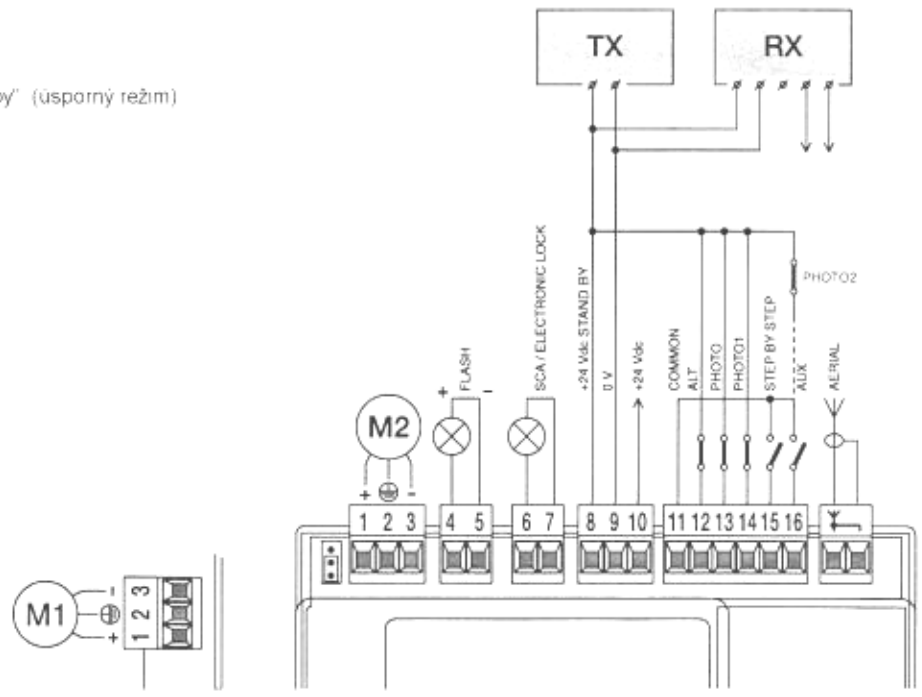 TX
RX
by" (úsporný režim)
PHOTO2
FLASH
SCA / ELECTRONIC LOCK
+24 Vdc STAND BY
0 V
+24 Vdc
COMMON
ALT
PHOTO
PHOTO1
STEP BY STEP
AUX
AERIAL
+ -
M2
+ -
1 2 3
4 5
6 7
8 9 10
11 12 13 14 15 16
M1
-
+
1 2 3